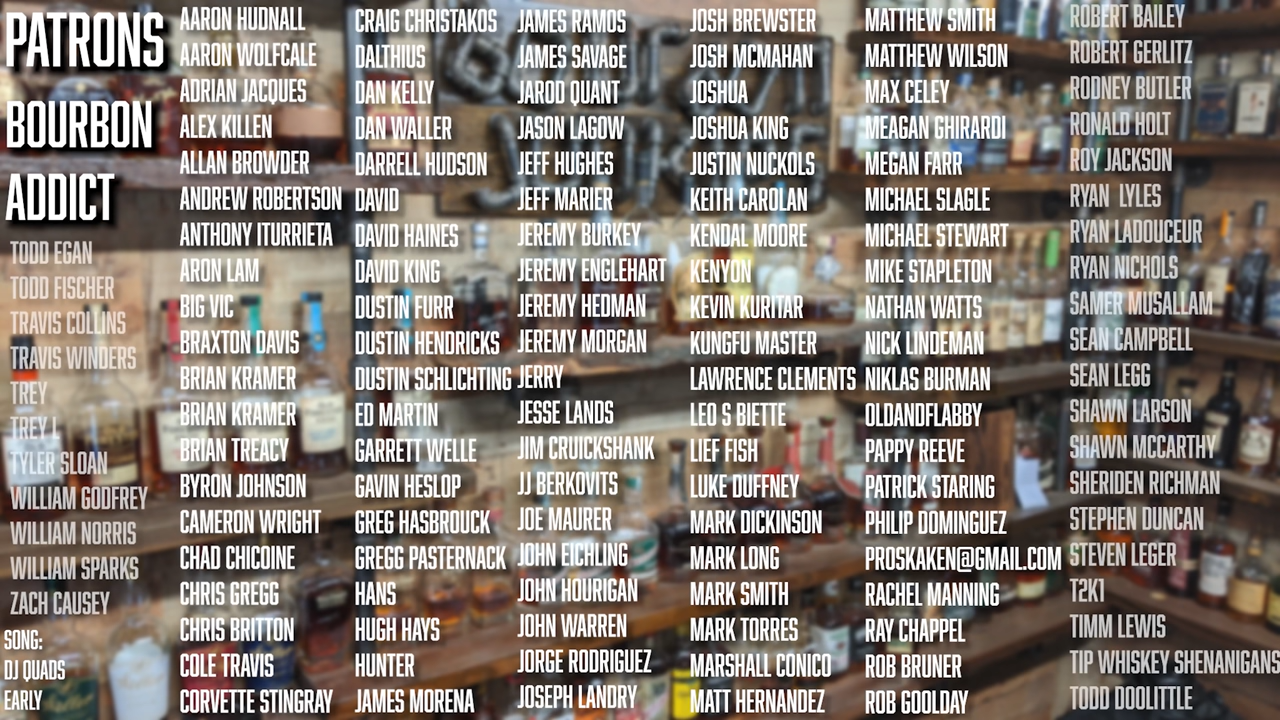 PATRONS
BOURBON
ADDICT
TODD EGAN
TODD FISCHER
TRAVIS COLLINS
TRAVIS WINDERS
TREY
TREY L
TYLER SLOAN
WILLIAM GODFREY
WILLIAM NORRIS
WILLIAM SPARKS
ZACH CAUSEY
SONG:
DJ QUADS
EARLY
AARON HUDNALL
AARON WOLFCALE
ADRIAN JACQUES
ALEX KILLEN
ALLAN BROWDER
ANDREW ROBERTSON
ANTHONY ITURRIETA
ARON LAM
BIG VIC
BRAXTON DAVIS
BRIAN KRAMER
BRIAN KRAMER
BRIAN TREACY
BYRON JOHNSON
CAMERON WRIGHT
CHAD CHICOINE
CHRIS GREGG
CHRIS BRITTON
COLE TRAVIS
CORVETTE STINGRAY
CRAIG CHRISTAKOS
DALTHIUS
DAN KELLY
DAN WALLER
DARRELL HUDSON
DAVID
DAVID HAINES
DAVID KING
DUSTIN FURR
DUSTIN HENDRICKS
DUSTIN SCHLICHTING
ED MARTIN
GARRETT WELLE
GAVIN HESLOP
GREG HASBROUCK
GREGG PASTERNACK
HANS
HUGH HAYS
HUNTER
JAMES MORENA
JAMES RAMOS
JAMES SAVAGE
JAROD QUANT
JASON LAGOW
JEFF HUGHES
JEFF MARIER
JEREMY BURKEY
JEREMY ENGLEHART
JEREMY HEDMAN
JEREMY MORGAN
JERRY
JESSE LANDS
JIM CRUICKSHANK
JJ BERKOVITS
JOE MAURER
JOHN EICHLING
JOHN HOURIGAN
JOHN WARREN
JORGE RODRIGUEZ
JOSEPH LANDRY
JOSH BREWSTER
JOSH MCMAHAN
JOSHUA
JOSHUA KING
JUSTIN NUCKOLS
KEITH CAROLAN
KENDAL MOORE
KENYON
KEVIN KURITAR
KUNGFU MASTER
LAWRENCE CLEMENTS
LEO S BIETTE
LIEF FISH
LUKE DUFFNEY
MARK DICKINSON
MARK LONG
MARK SMITH
MARK TORRES
MARSHALL CONICO
MATT HERNANDEZ
MATTHEW SMITH
MATTHEW WILSON
MAX CELEY
MEAGAN GHIRARDI
MEGAN FARR
MICHAEL SLAGLE
MICHAEL STEWART
MIKE STAPLETON
NATHAN WATTS
NICK LINDEMAN
NIKLAS BURMAN
OLDANDFLABBY
PAPPY REEVE
PATRICK STARING
PHILIP DOMINGUEZ
PROSKAKEN@GMAIL.COM
RACHEL MANNING
RAY CHAPPEL
ROB BRUNER
ROB GOOLDAY
ROBERT BAILEY
ROBERT GERLITZ
RODNEY BUTLER
RONALD HOLT
ROY JACKSON
RYAN LYLES
RYAN LADOUCEUR
RYAN NICHOLS
SAMER MUSALLAM
SEAN CAMPBELL
SEAN LEGG
SHAWN LARSON
SHAWN MCCARTHY
SHERIDEN RICHMAN
STEPHEN DUNCAN
STEVEN LEGER
T2K1
TIMM LEWIS
TIP WHISKEY SHENANIGANS
TODD DOOLITTLE